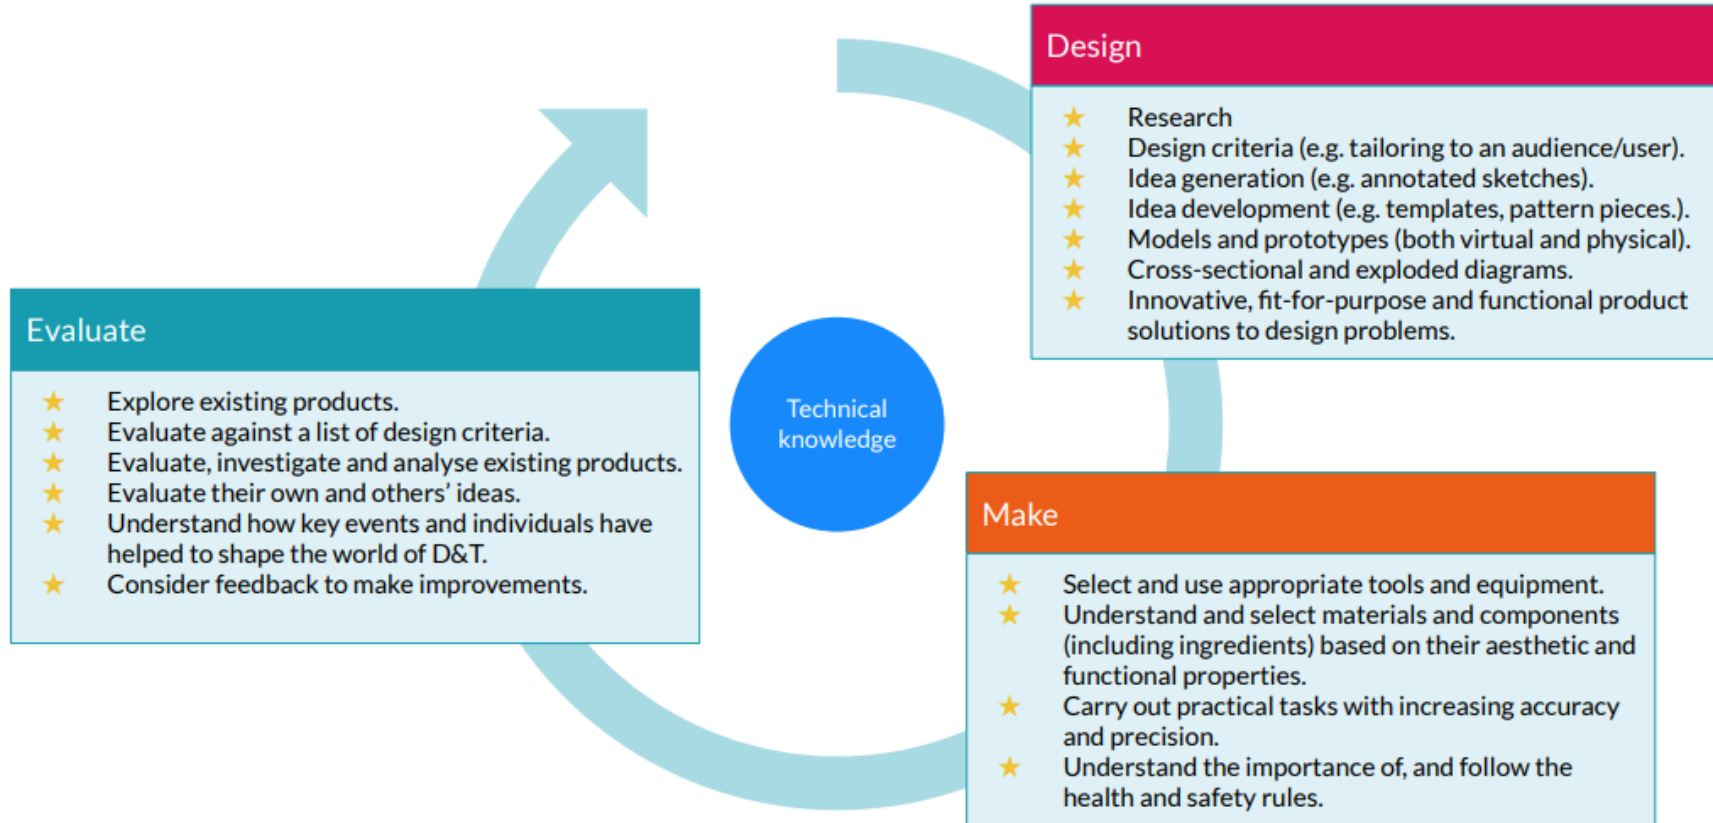 Design
Research
Design criteria (e.g. tailoring to an audience/user).
Idea generation (e.g. annotated sketches).
Idea development (e.g. templates, pattern pieces.).
Models and prototypes (both virtual and physical).
Cross-sectional and exploded diagrams.
Innovative, fit-for-purpose and functional product
solutions to design problems.
Make
Select and use appropriate tools and equipment.
Understand and select materials and components
(including ingredients) based on their aesthetic and
functional properties.
Carry out practical tasks with increasing accuracy
and precision.
Understand the importance of, and follow the
health and safety rules.
Evaluate
Explore existing products.
Evaluate against a list of design criteria.
Evaluate, investigate and analyse existing products.
Evaluate their own and others’ ideas.
Understand how key events and individuals have
helped to shape the world of D&T.
Consider feedback to make improvements.
Technical
knowledge